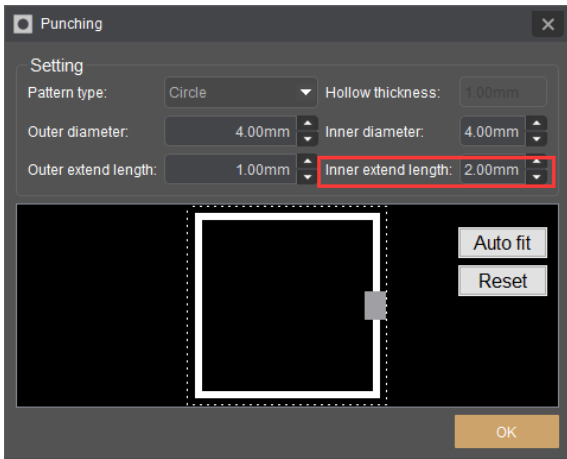 Punching
Setting
Pattern type: Circle Hollow thickness: 1.00mm
Outer diameter: 4.00mm Inner diameter: 4.00mm
Outer extend length: 1.00mm Inner extend length: 2.00mm
Auto fit
Reset
OK